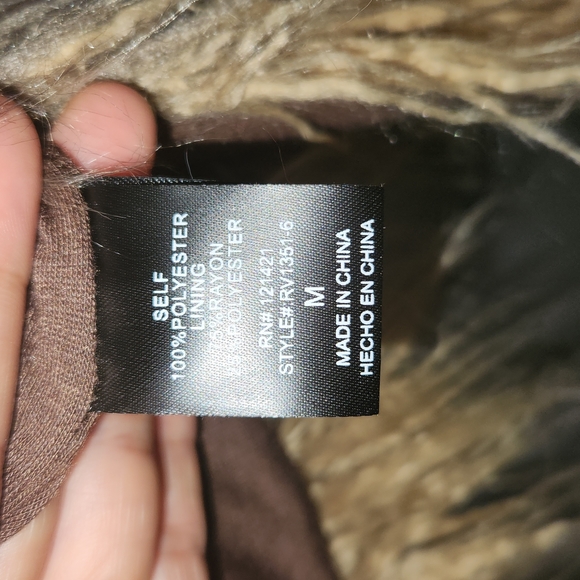 SELF
100%POLYESTER
LINING
RAYON
POLYESTER
RN# 121421
STYLE# RV1351-6
M
MADE IN CHINA
HECHO EN CHINA